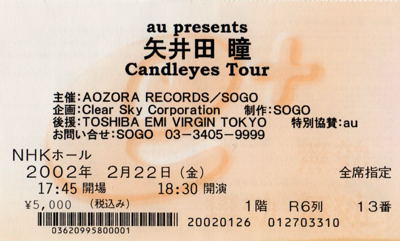 au presents
矢井田 瞳
Candleyes Tour
主催：AOZORA RECORDS／SOGO
企画：Clear Sky Corporation　制作：SOGO
後援：TOSHIBA EMI VIRGIN TOKYO　特別協賛：au
お問い合せ：SOGO　03-3405-9999
NHKホール
2002年 2月22日（金）　全席指定
17:45 開場　18:30 開演
￥5,000　（税込み）　1階　R6列　13番
20020126　012703310
03620995800001